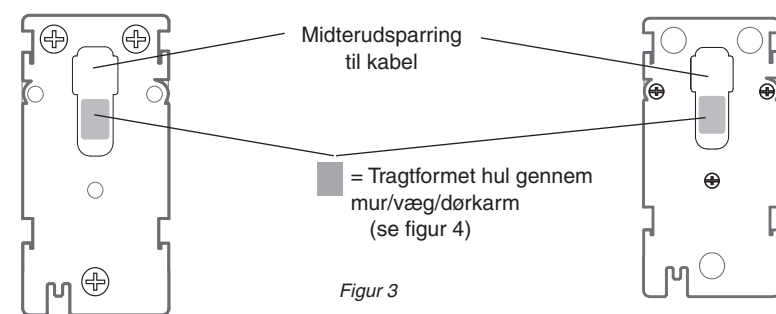 Midterudsparring
til kabel
= Tragtformet hul gennem
mur/væg/dørkarm
(se figur 4)
Figur 3